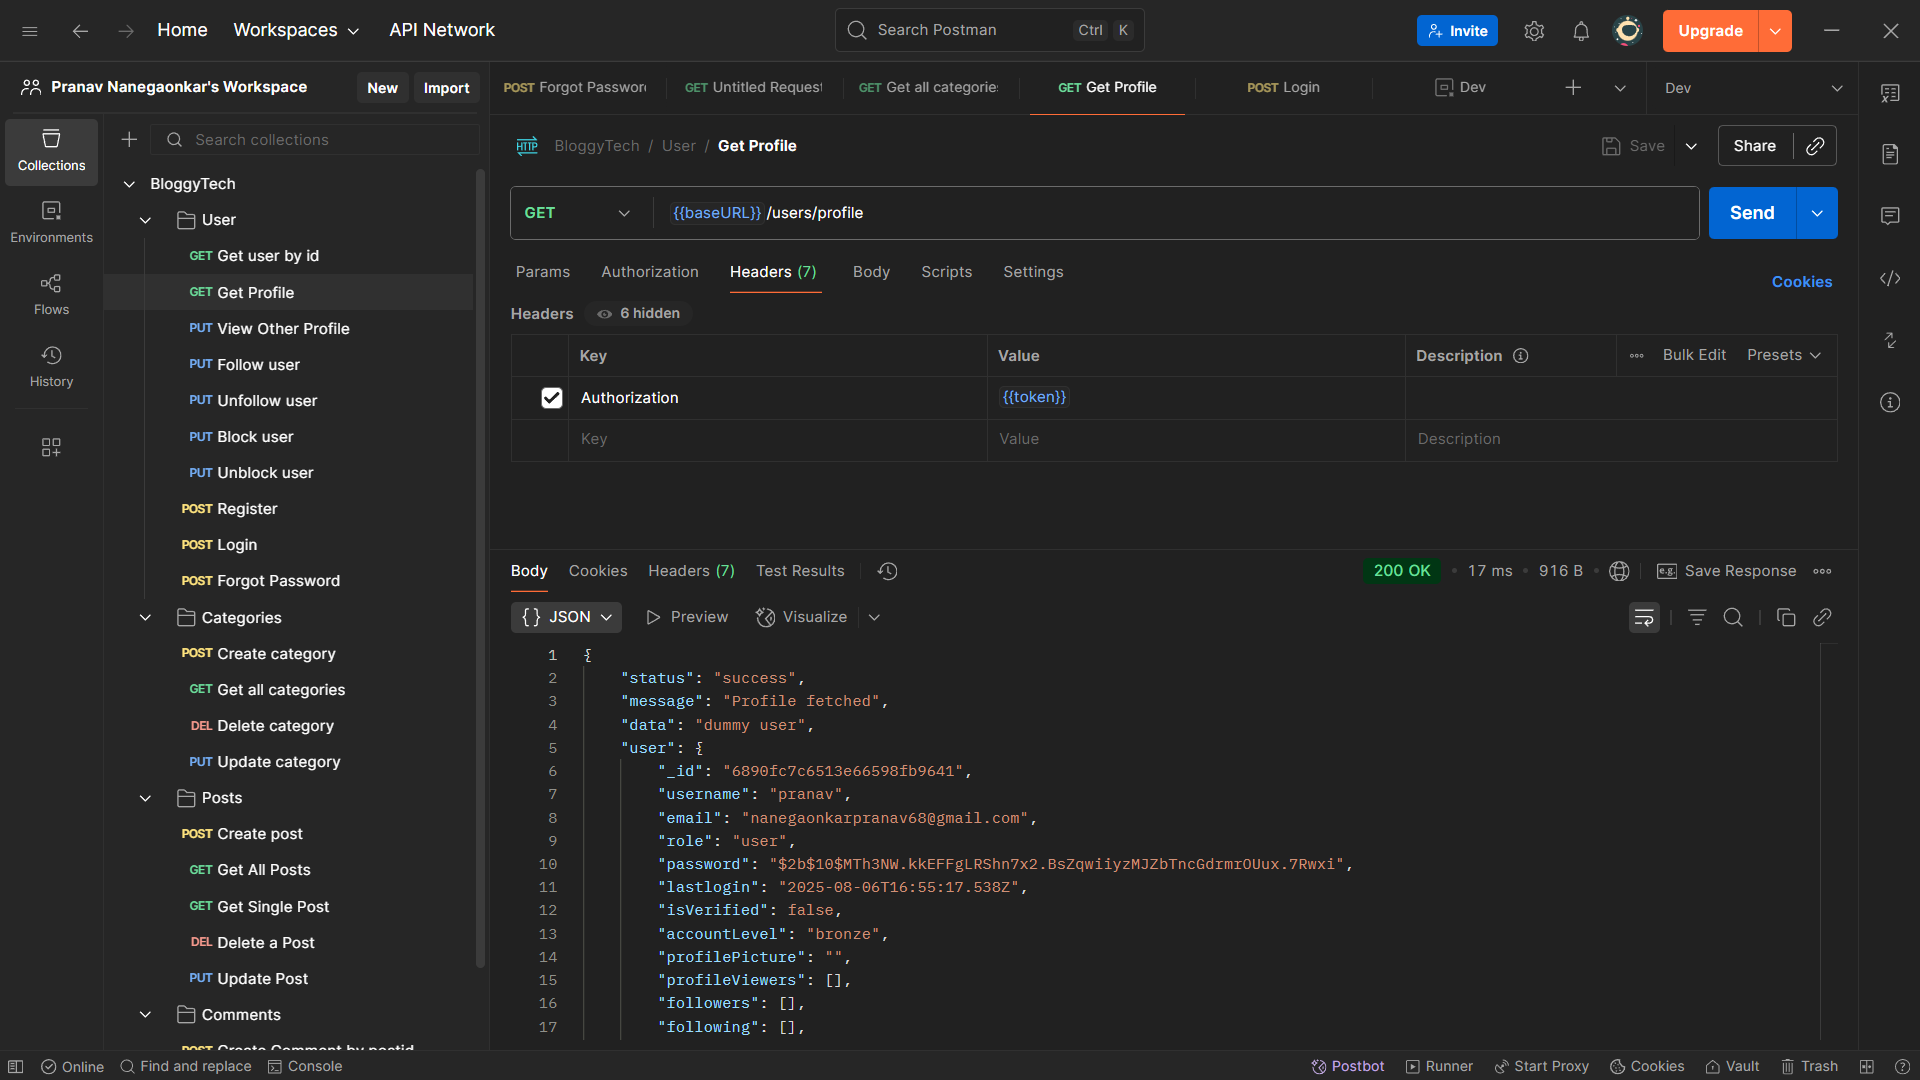 Home Workspaces API Network Search Postman Ctrl K Invite Upgrade
Pranav Nanegaonkar's Workspace New Import
POST Forgot Passwor GET Untitled Reques GET Get all categorie GET Get Profile POST Login Dev Dev
Collections
Environments
Flows
History
Search collections
BloggyTech
User
GET Get user by id
GET Get Profile
PUT View Other Profile
PUT Follow user
PUT Unfollow user
PUT Block user
PUT Unblock user
POST Register
POST Login
POST Forgot Password
Categories
POST Create category
GET Get all categories
DEL Delete category
PUT Update category
Posts
POST Create post
GET Get All Posts
GET Get Single Post
DEL Delete a Post
PUT Update Post
Comments
POST Create Comment by postid
HTTP BloggyTech / User / Get Profile Save Share
GET {{baseURL}} /users/profile Send
Params Authorization Headers (7) Body Scripts Settings Cookies
Headers 6 hidden
Key Value Description Bulk Edit Presets
Authorization {{token}}
Key Value Description
Body Cookies Headers (7) Test Results 200 OK 17 ms 916 B e.g. Save Response
{} JSON Preview Visualize
1 {
2 "status": "success",
3 "message": "Profile fetched",
4 "data": "dummy user",
5 "user": {
6 "_id": "6890fc7c6513e66598fb9641",
7 "username": "pranav",
8 "email": "nanegaonkarpranav68@gmail.com",
9 "role": "user",
10 "password": "$2b$10$MTh3NW.kkEFFgLRShn7x2.BsZqwiiyzMJZbTncGdrmrOUux.7Rwxi",
11 "lastlogin": "2025-08-06T16:55:17.538Z",
12 "isVerified": false,
13 "accountLevel": "bronze",
14 "profilePicture": "",
15 "profileViewers": [],
16 "followers": [],
17 "following": [],
Online Find and replace Console Postbot Runner Start Proxy Cookies Vault Trash